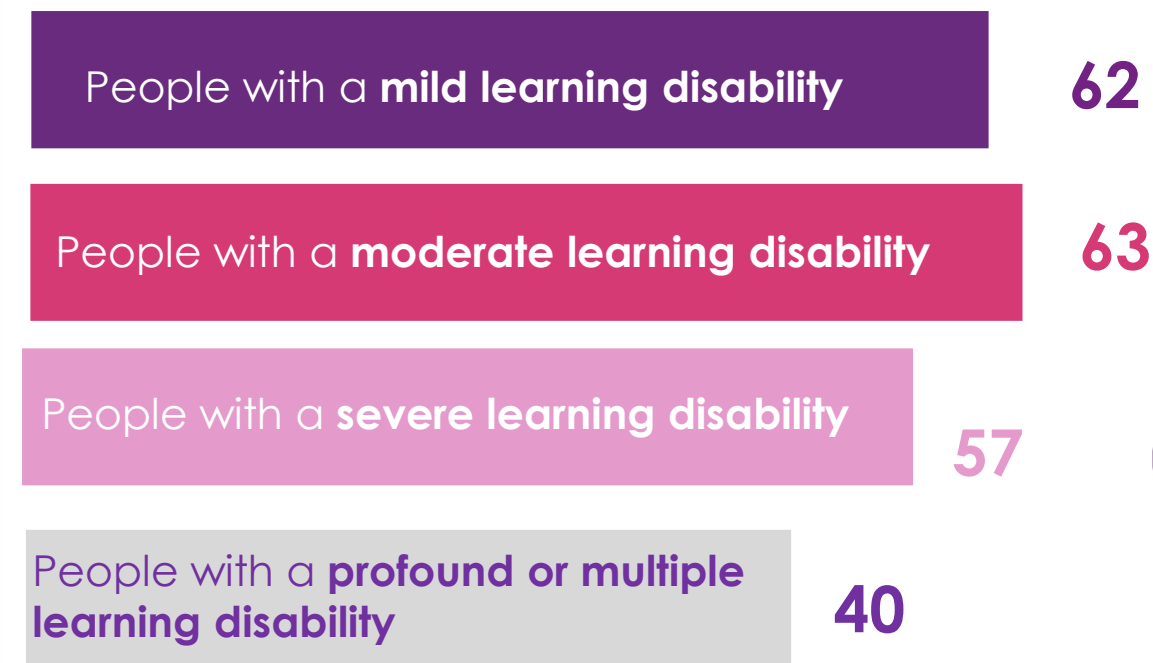 People with a mild learning disability 62
People with a moderate learning disability 63
People with a severe learning disability
57
People with a profound or multiple
learning disability
40